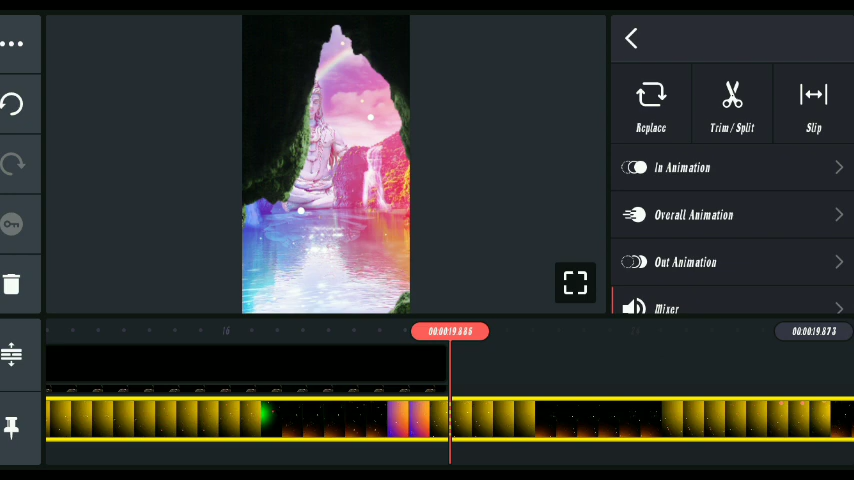 Replace
Trim/Split
Slip
In Animation
Overall Animation
Out Animation
Mixer
16
00:00:19.885
00:00:19.873